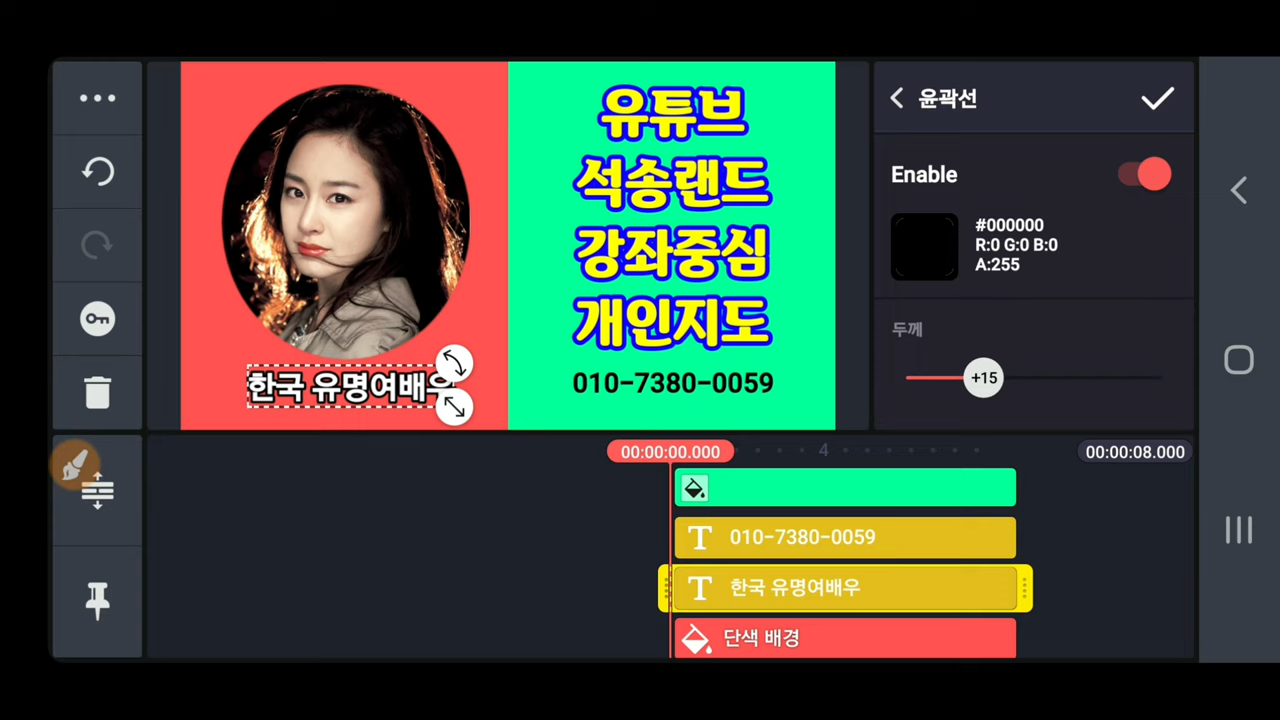 유튜브
석송랜드
강좌중심
개인지도
010-7380-0059
한국 유명여배우
윤곽선
Enable
#000000
R:0 G:0 B:0
A:255
두께
+15
00:00:00.000
4
00:00:08.000
010-7380-0059
한국 유명여배우
단색 배경